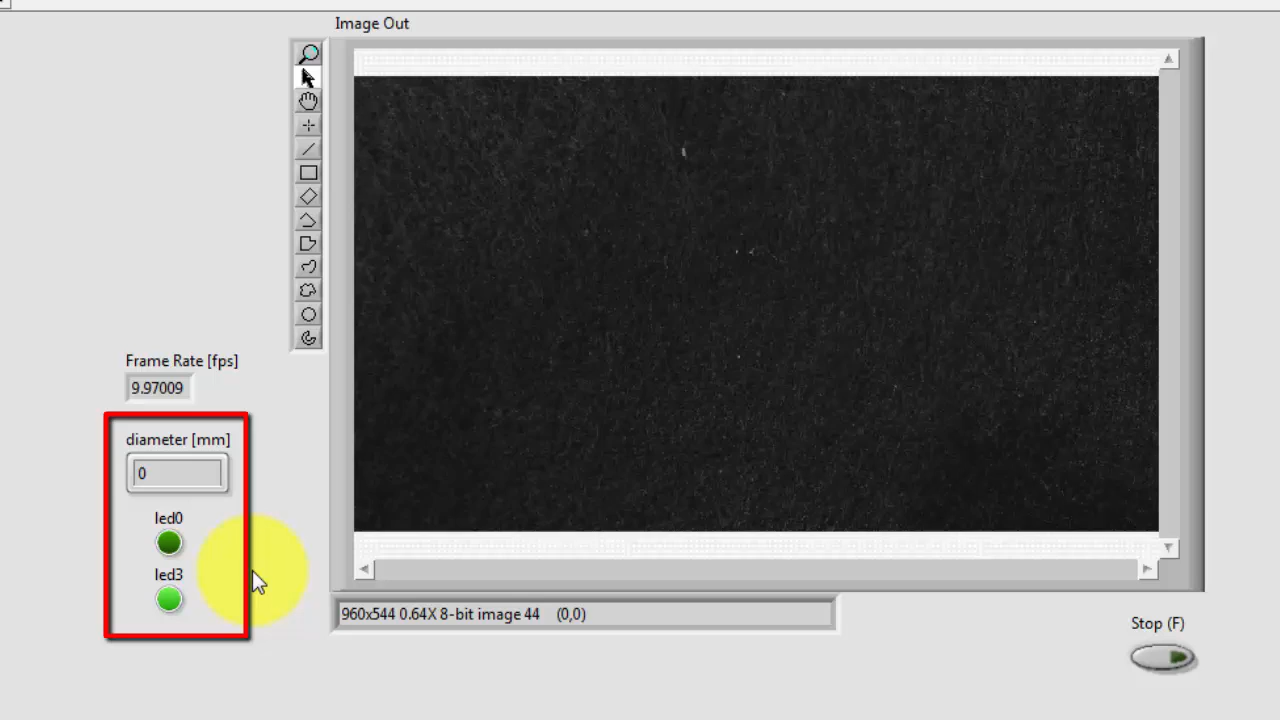 Image Out
Frame Rate [fps]
9.97009
diameter [mm]
0
led0
led3
960x544 0.64X 8-bit image 44 (0,0)
Stop (F)